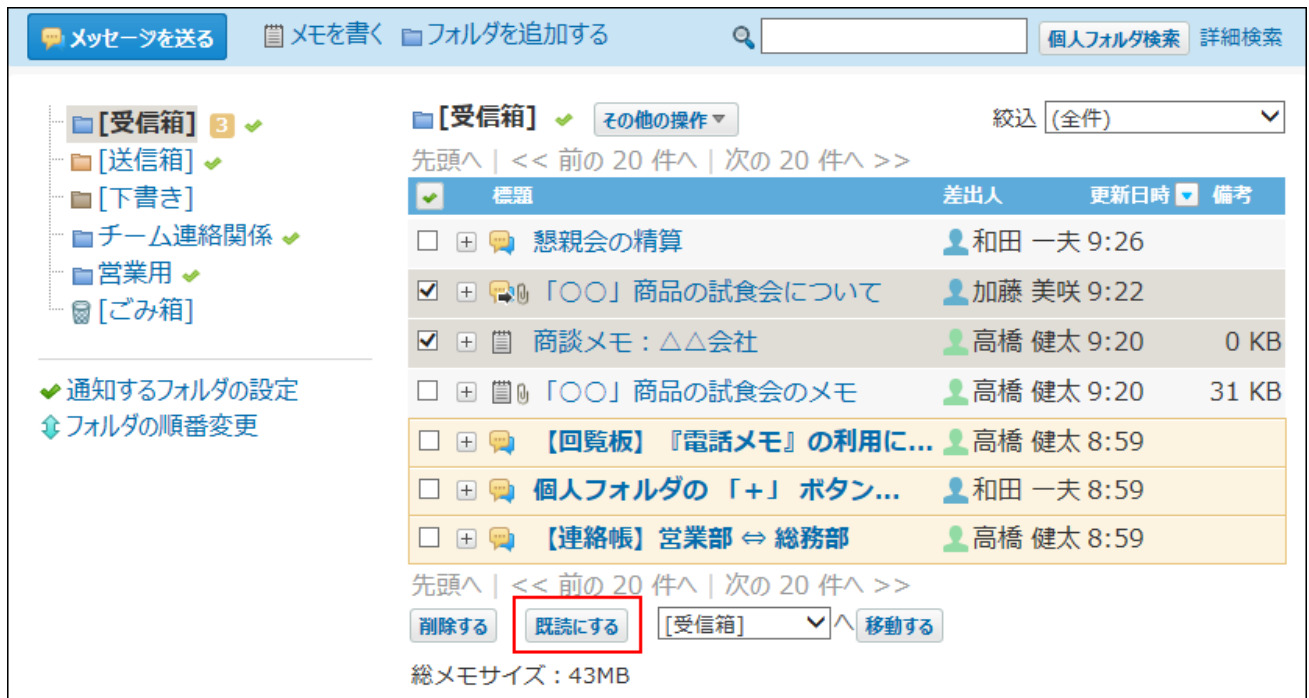 メッセージを送る メモを書く フォルダを追加する 個人フォルダ検索 詳細検索
[受信箱] 3
[送信箱]
[下書き]
チーム連絡関係
営業用
[ごみ箱]
通知するフォルダの設定
フォルダの順番変更
[受信箱] その他の操作▼ 絞込 (全件)
先頭へ | << 前の 20 件へ | 次の 20 件へ >>
標題 差出人 更新日時 備考
懇親会の精算 和田 一夫 9:26
「○○」商品の試食会について 加藤 美咲 9:22
商談メモ:△△会社 高橋 健太 9:20 0 KB
「○○」商品の試食会のメモ 高橋 健太 9:20 31 KB
【回覧板】『電話メモ』の利用に... 高橋 健太 8:59
個人フォルダの 「+」 ボタン... 和田 一夫 8:59
【連絡帳】営業部 ⇔ 総務部 高橋 健太 8:59
先頭へ | << 前の 20 件へ | 次の 20 件へ >>
削除する 既読にする [受信箱] へ 移動する
総メモサイズ:43MB